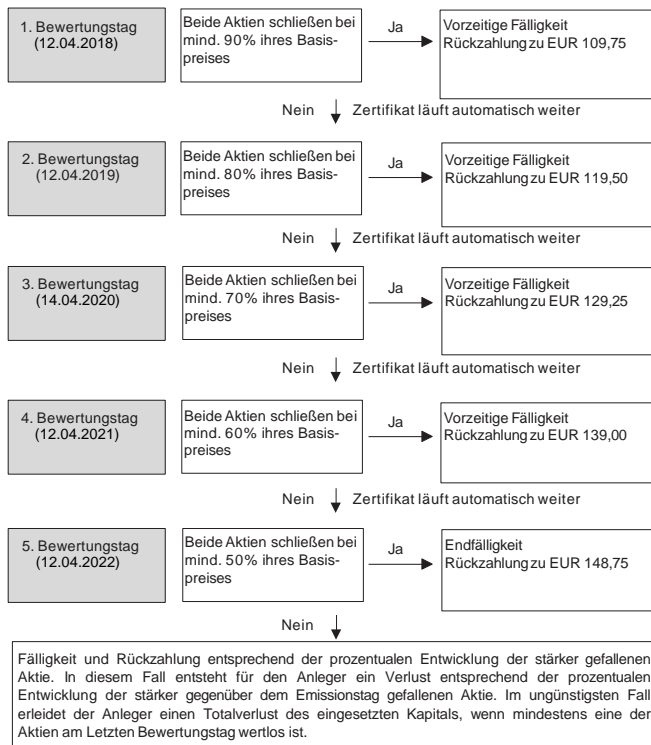 1. Bewertungstag
(12.04.2018)
Beide Aktien schließen bei
mind. 90% ihres Basis-
preises
Ja
Vorzeitige Fälligkeit
Rückzahlung zu EUR 109,75
Nein
Zertifikat läuft automatisch weiter
2. Bewertungstag
(12.04.2019)
Beide Aktien schließen bei
mind. 80% ihres Basis-
preises
Ja
Vorzeitige Fälligkeit
Rückzahlung zu EUR 119,50
Nein
Zertifikat läuft automatisch weiter
3. Bewertungstag
(14.04.2020)
Beide Aktien schließen bei
mind. 70% ihres Basis-
preises
Ja
Vorzeitige Fälligkeit
Rückzahlung zu EUR 129,25
Nein
Zertifikat läuft automatisch weiter
4. Bewertungstag
(12.04.2021)
Beide Aktien schließen bei
mind. 60% ihres Basis-
preises
Ja
Vorzeitige Fälligkeit
Rückzahlung zu EUR 139,00
Nein
Zertifikat läuft automatisch weiter
5. Bewertungstag
(12.04.2022)
Beide Aktien schließen bei
mind. 50% ihres Basis-
preises
Ja
Endfälligkeit
Rückzahlung zu EUR 148,75
Nein
Fälligkeit und Rückzahlung entsprechend der prozentualen Entwicklung der stärker gefallenen
Aktie. In diesem Fall entsteht für den Anleger ein Verlust entsprechend der prozentualen
Entwicklung der stärker gegenüber dem Emissionstag gefallenen Aktie. Im ungünstigsten Fall
erleidet der Anleger einen Totalverlust des eingesetzten Kapitals, wenn mindestens eine der
Aktien am Letzten Bewertungstag wertlos ist.